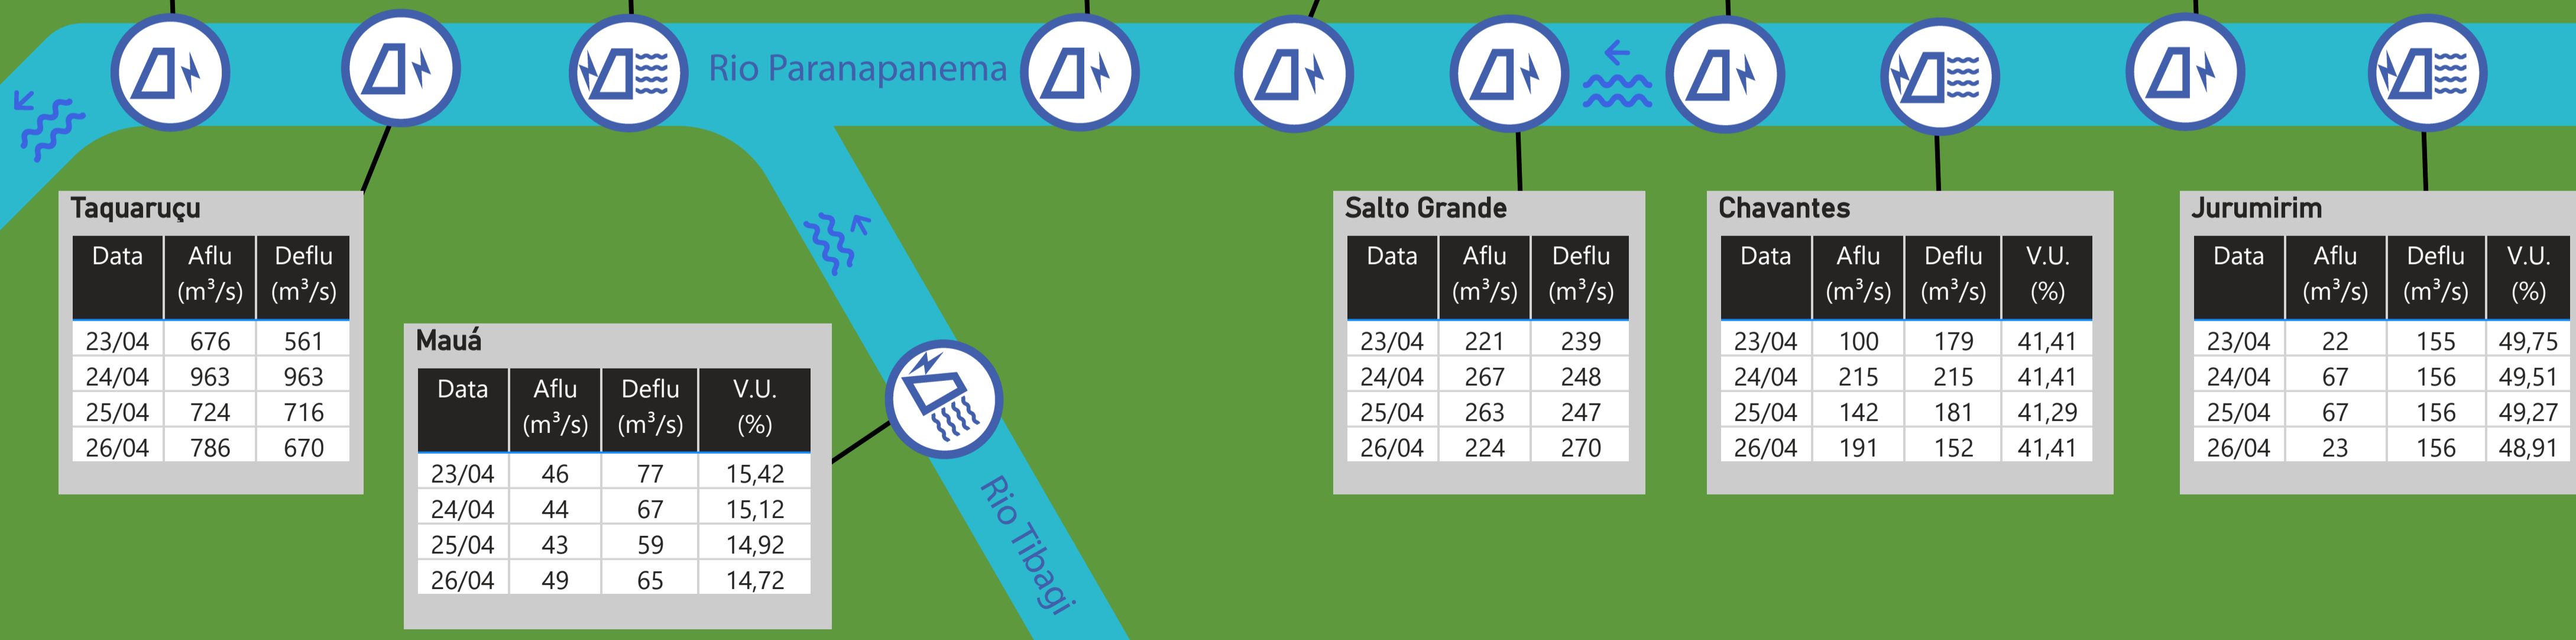 Rio Paranapanema
Taquaruçu
Data Aflu (m³/s) Deflu (m³/s)
23/04 676 561
24/04 963 963
25/04 724 716
26/04 786 670
Mauá
Data Aflu (m³/s) Deflu (m³/s) V.U. (%)
23/04 46 77 15,42
24/04 44 67 15,12
25/04 43 59 14,92
26/04 49 65 14,72
Rio Tibagi
Salto Grande
Data Aflu (m³/s) Deflu (m³/s)
23/04 221 239
24/04 267 248
25/04 263 247
26/04 224 270
Chavantes
Data Aflu (m³/s) Deflu (m³/s) V.U. (%)
23/04 100 179 41,41
24/04 215 215 41,41
25/04 142 181 41,29
26/04 191 152 41,41
Jurumirim
Data Aflu (m³/s) Deflu (m³/s) V.U. (%)
23/04 22 155 49,75
24/04 67 156 49,51
25/04 67 156 49,27
26/04 23 156 48,91